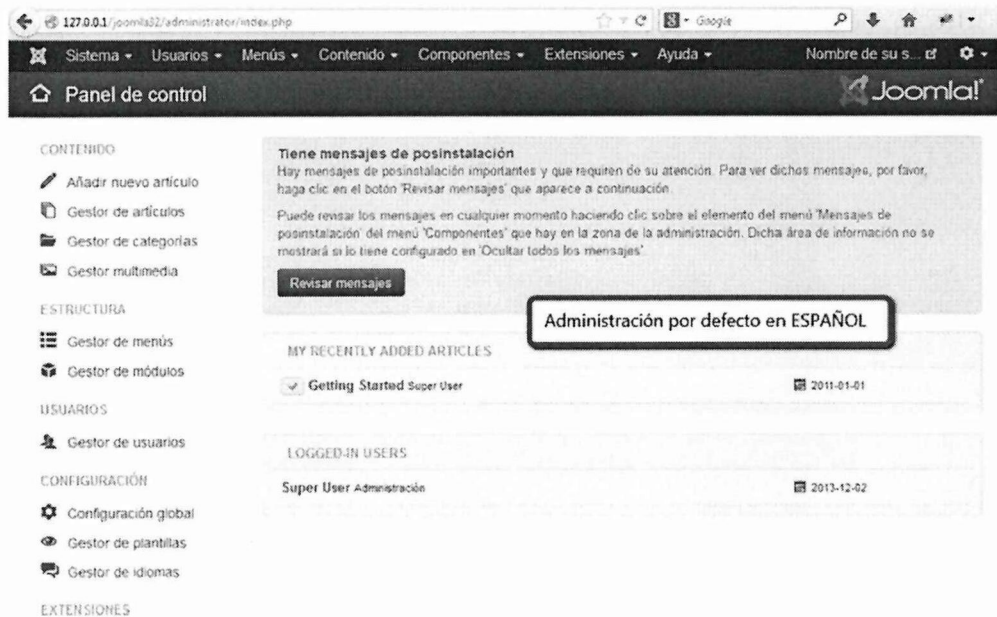 127.0.0.1/joomla32/administrator/index.php
Google
Sistema Usuarios Menús Contenido Componentes Extensiones Ayuda Nombre de su s...
Panel de control
Joomla!
CONTENIDO
Añadir nuevo artículo
Gestor de artículos
Gestor de categorías
Gestor multimedia
ESTRUCTURA
Gestor de menús
Gestor de módulos
USUARIOS
Gestor de usuarios
CONFIGURACIÓN
Configuración global
Gestor de plantillas
Gestor de idiomas
EXTENSIONES
Tiene mensajes de posinstalación
Hay mensajes de posinstalación importantes y que requiren de su atención. Para ver dichos mensajes, por favor,
haga clic en el botón 'Revisar mensajes' que aparece a continuación.
Puede revisar los mensajes en cualquier momento haciendo clic sobre el elemento del menú 'Mensajes de
posinstalación' del menú 'Componentes' que hay en la zona de la administración. Dicha área de información no se
mostrará si lo tiene configurado en 'Ocultar todos los mensajes'.
Revisar mensajes
Administración por defecto en ESPAÑOL
MY RECENTLY ADDED ARTICLES
Getting Started Super User 2011-01-01
LOGGED-IN USERS
Super User Administración 2013-12-02